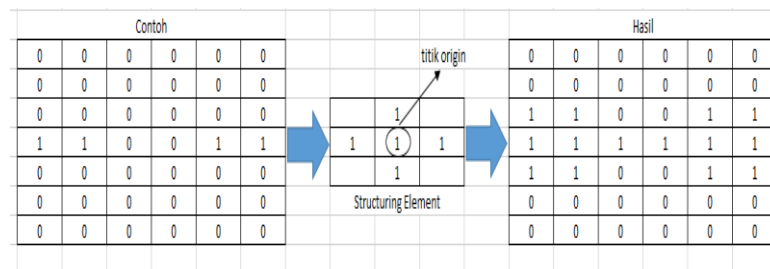 Contoh Hasil
0 0 0 0 0 0 titik origin 0 0 0 0 0 0
0 0 0 0 0 0 0 0 0 0 0 0
0 0 0 0 0 0 1 1 1 0 0 1 1
1 1 0 0 1 1 1 1 1 1 1 1 1 1 1
0 0 0 0 0 0 1 1 1 0 0 1 1
0 0 0 0 0 0 Structuring Element 0 0 0 0 0 0
0 0 0 0 0 0 0 0 0 0 0 0